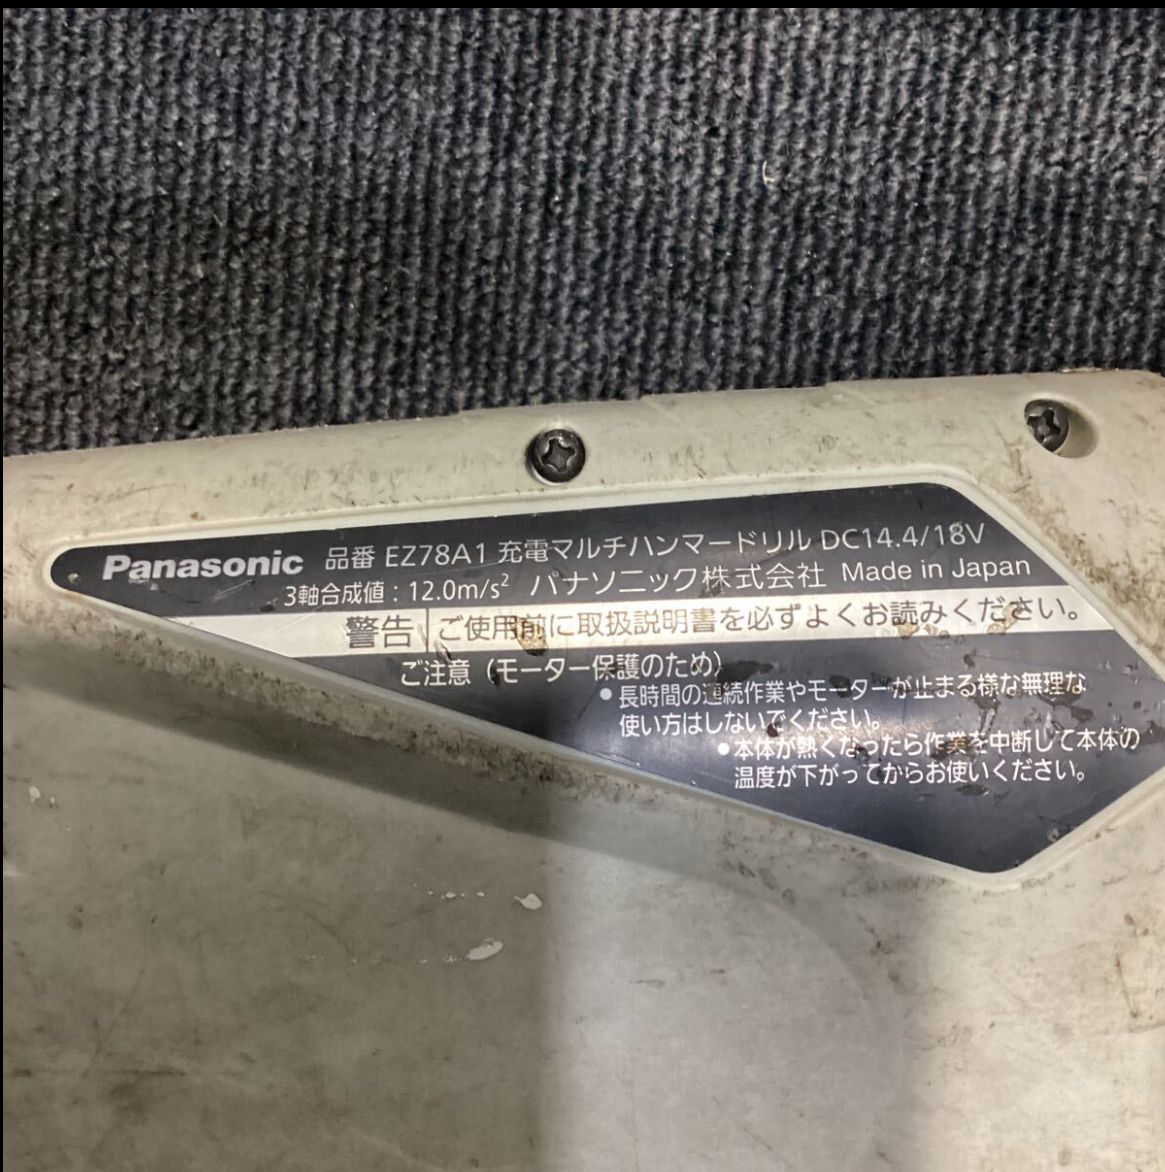 Panasonic 品番 EZ78A1 充電マルチハンマードリル DC14.4/18V
3軸合成値 : 12.0m/s² パナソニック株式会社 Made in Japan
警告 ご使用前に取扱説明書を必ずよくお読みください。
ご注意 (モーター保護のため)
• 長時間の連続作業やモーターが止まる様な無理な
使い方はしないでください。
• 本体が熱くなったら作業を中断して本体の
温度が下がってからお使いください。